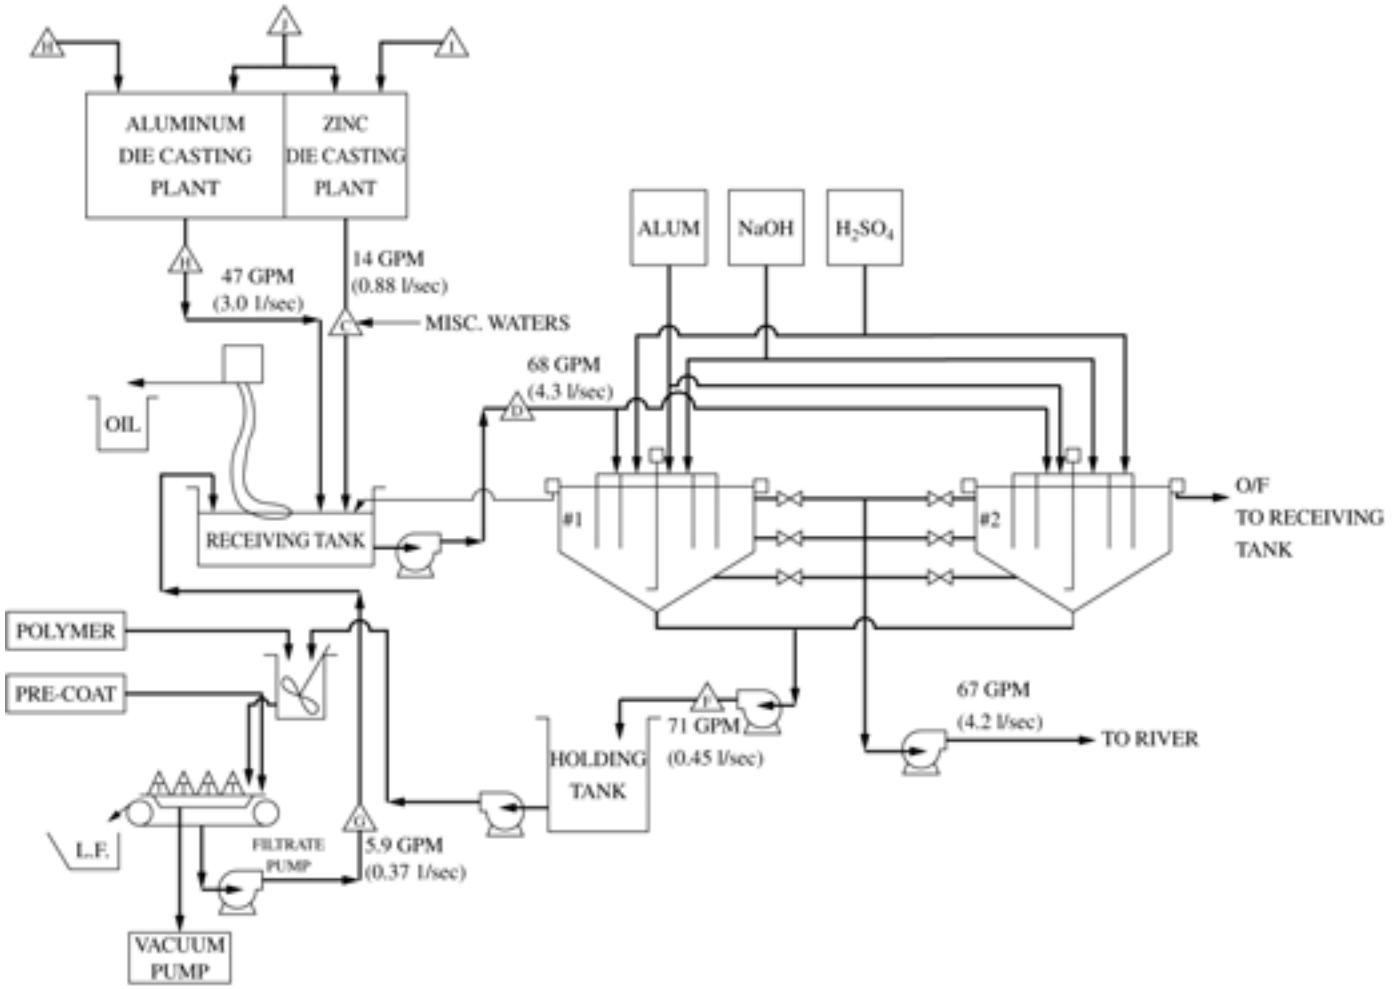 H
J
I
ALUMINUM
DIE CASTING
PLANT
ZINC
DIE CASTING
PLANT
H
47 GPM
(3.0 1/sec)
14 GPM
(0.88 l/sec)
C
MISC. WATERS
ALUM
NaOH
H₂SO₄
68 GPM
(4.3 l/sec)
D
OIL
RECEIVING TANK
#1
#2
O/F
TO RECEIVING
TANK
POLYMER
PRE-COAT
F
71 GPM
(0.45 l/sec)
HOLDING
TANK
67 GPM
(4.2 l/sec)
TO RIVER
L.F.
G
FILTRATE
PUMP
5.9 GPM
(0.37 1/sec)
VACUUM
PUMP